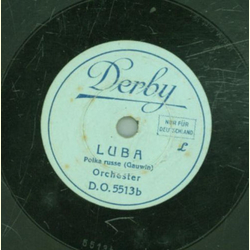 Derby
NUR FÜR
DEUTSCHLAND
L
LUBA
Polka russe (Gauwin)
Orchester
D.O. 5513b